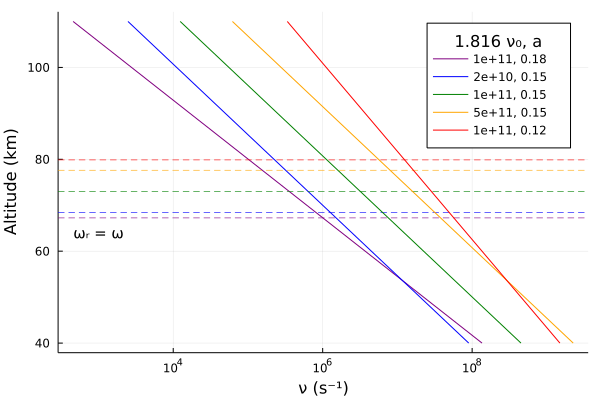 1.816 ν₀, a
1e+11, 0.18
2e+10, 0.15
1e+11, 0.15
5e+11, 0.15
1e+11, 0.12
100
80
60
40
Altitude (km)
ωᵣ = ω
10⁴
10⁶
10⁸
ν (s⁻¹)